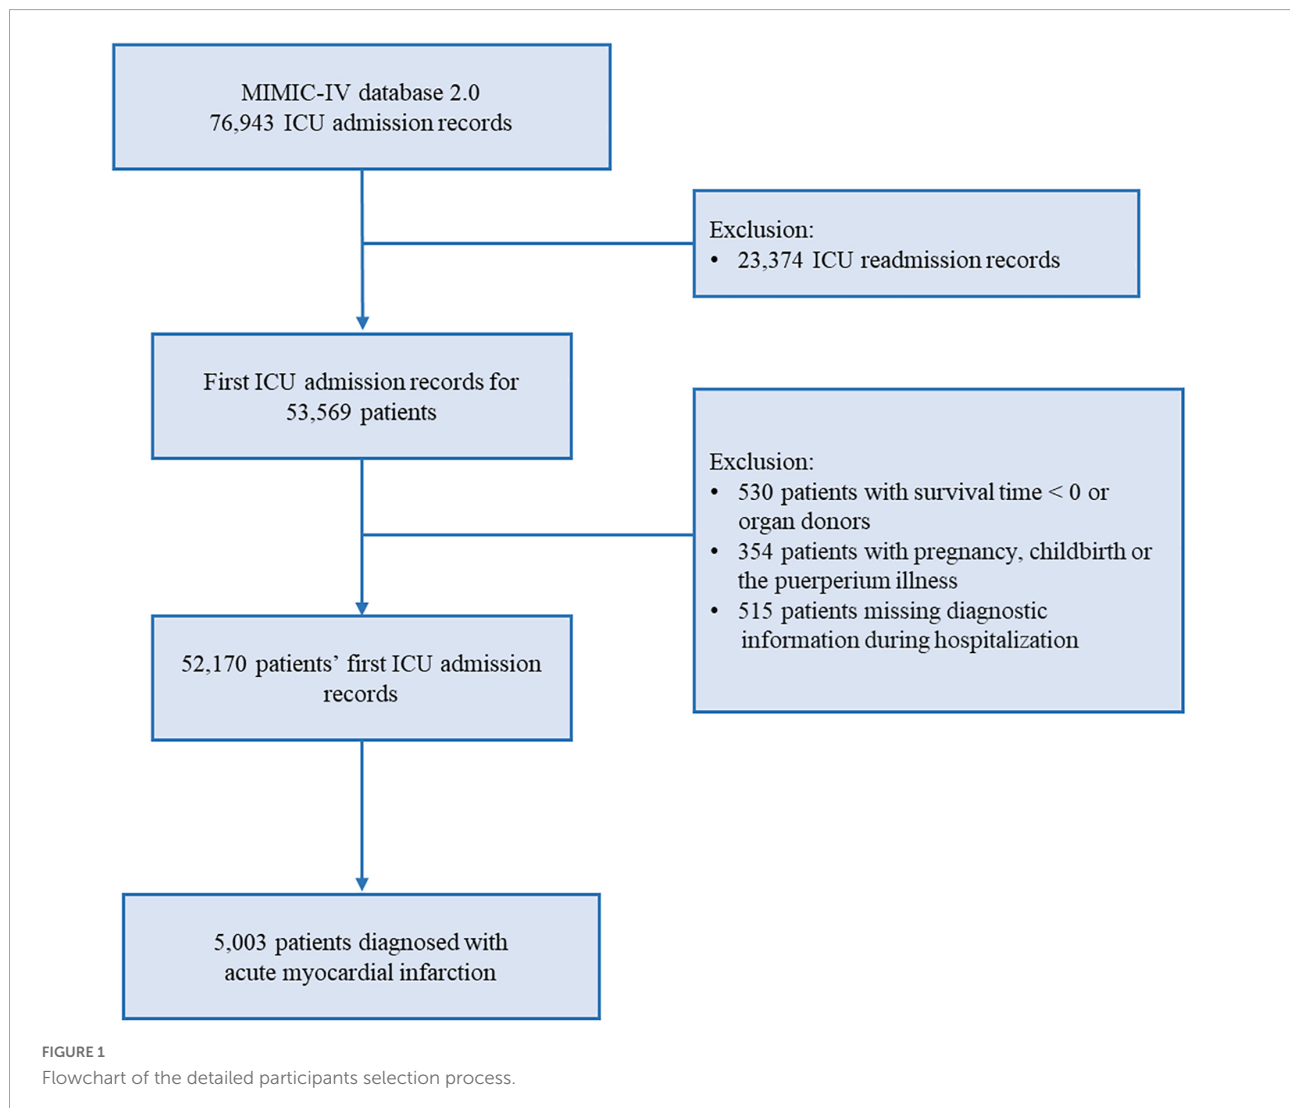 MIMIC-IV database 2.0
76,943 ICU admission records
Exclusion:
• 23,374 ICU readmission records
First ICU admission records for
53,569 patients
Exclusion:
• 530 patients with survival time < 0 or
organ donors
• 354 patients with pregnancy, childbirth or
the puerperium illness
• 515 patients missing diagnostic
information during hospitalization
52,170 patients’ first ICU admission
records
5,003 patients diagnosed with
acute myocardial infarction
FIGURE 1
Flowchart of the detailed participants selection process.